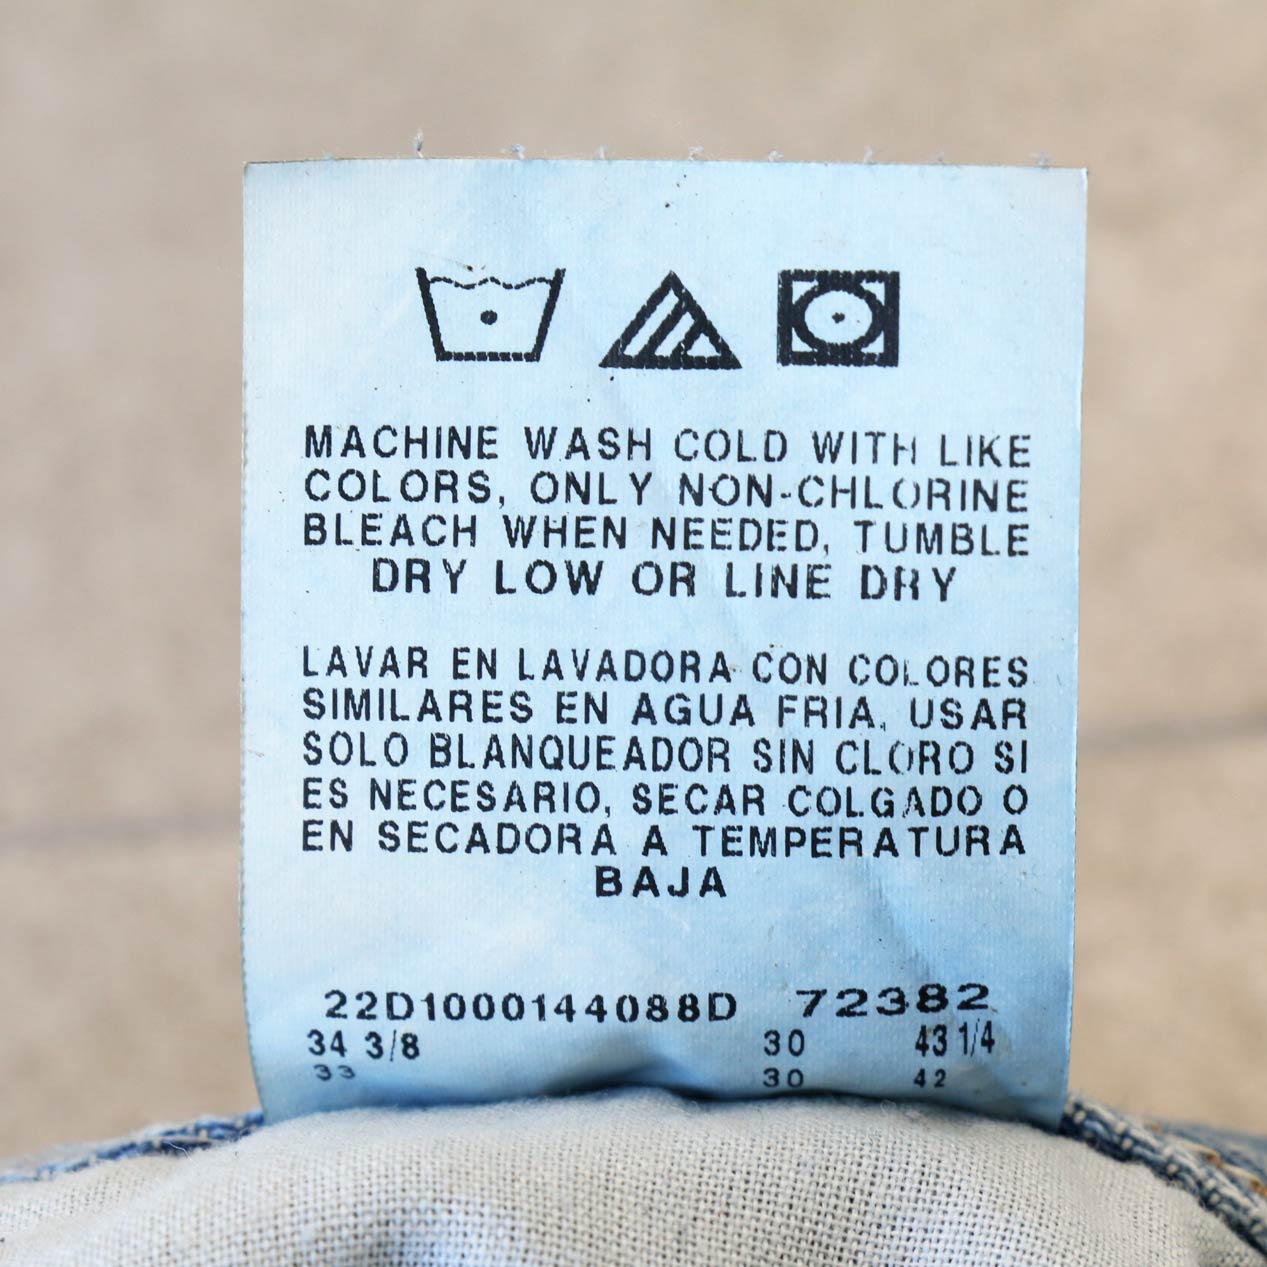 MACHINE WASH COLD WITH LIKE
COLORS, ONLY NON-CHLORINE
BLEACH WHEN NEEDED, TUMBLE
DRY LOW OR LINE DRY
LAVAR EN LAVADORA CON COLORES
SIMILARES EN AGUA FRIA, USAR
SOLO BLANQUEADOR SIN CLORO SI
ES NECESARIO, SECAR COLGADO O
EN SECADORA A TEMPERATURA
BAJA
22D1000144088D 72382
34 3/8 30 43 1/4
33 30 42